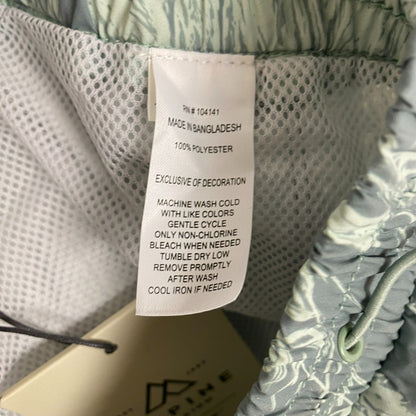 RN # 104141
MADE IN BANGLADESH
100% POLYESTER
EXCLUSIVE OF DECORATION
MACHINE WASH COLD
WITH LIKE COLORS
GENTLE CYCLE
ONLY NON-CHLORINE
BLEACH WHEN NEEDED
TUMBLE DRY LOW
REMOVE PROMPTLY
AFTER WASH
COOL IRON IF NEEDED
PINE